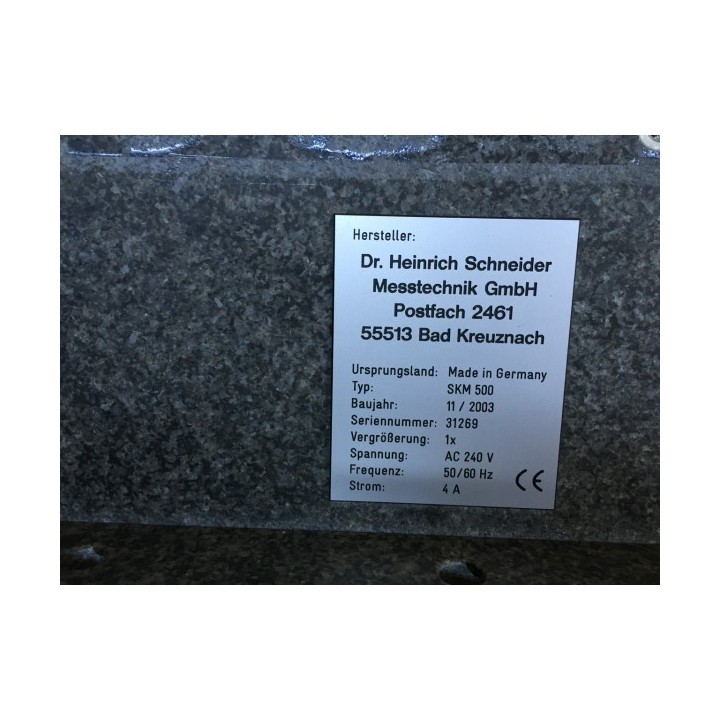 Hersteller:
Dr. Heinrich Schneider
Messtechnik GmbH
Postfach 2461
55513 Bad Kreuznach
Ursprungsland: Made in Germany
Typ: SKM 500
Baujahr: 11 / 2003
Seriennummer: 31269
Vergrößerung: 1x
Spannung: AC 240 V
Frequenz: 50/60 Hz
Strom: 4 A
CE